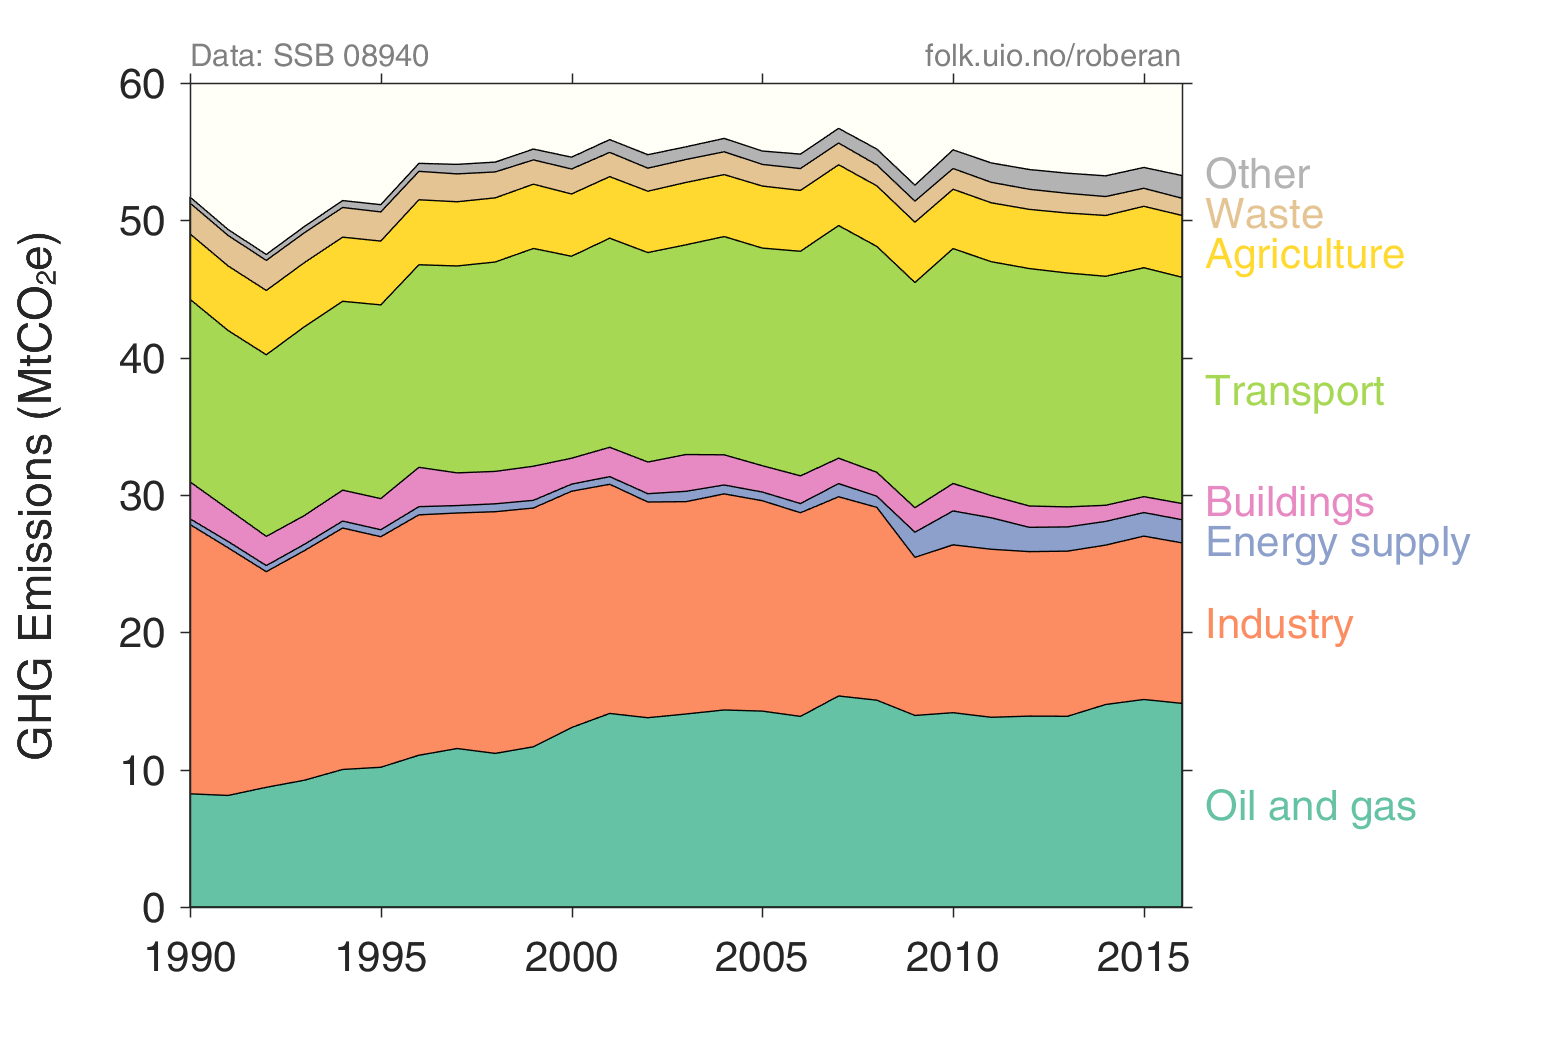 Data: SSB 08940
folk.uio.no/roberan
GHG Emissions (MtCO₂e)
60
50
40
30
20
10
0
1990
1995
2000
2005
2010
2015
Other
Waste
Agriculture
Transport
Buildings
Energy supply
Industry
Oil and gas